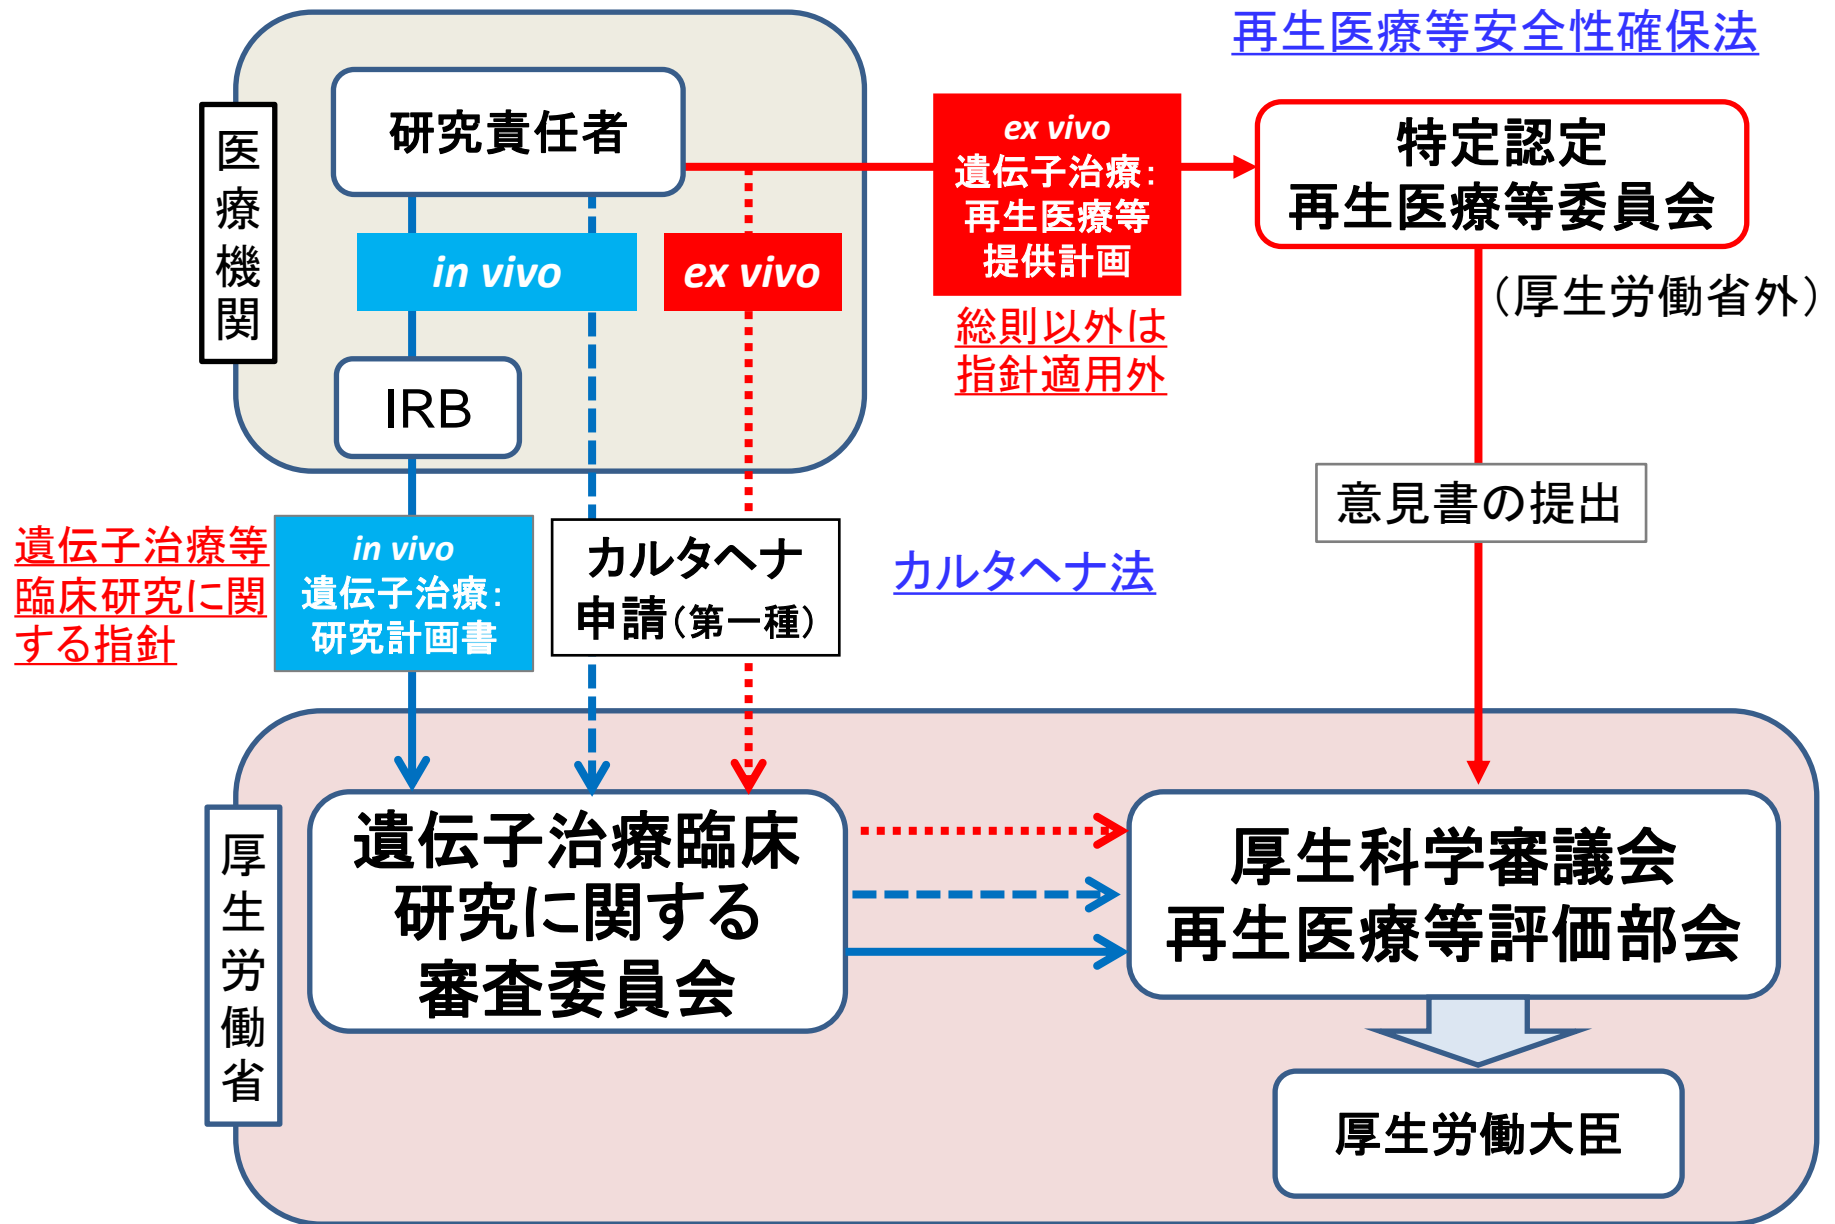 再生医療等安全性確保法
医療機関
研究責任者
ex vivo
遺伝子治療：
再生医療等
提供計画
特定認定
再生医療等委員会
in vivo
ex vivo
（厚生労働省外）
総則以外は
指針適用外
IRB
意見書の提出
遺伝子治療等
臨床研究に関
する指針
in vivo
遺伝子治療：
研究計画書
カルタヘナ
申請（第一種）
カルタヘナ法
厚生労働省
遺伝子治療臨床
研究に関する
審査委員会
厚生科学審議会
再生医療等評価部会
厚生労働大臣